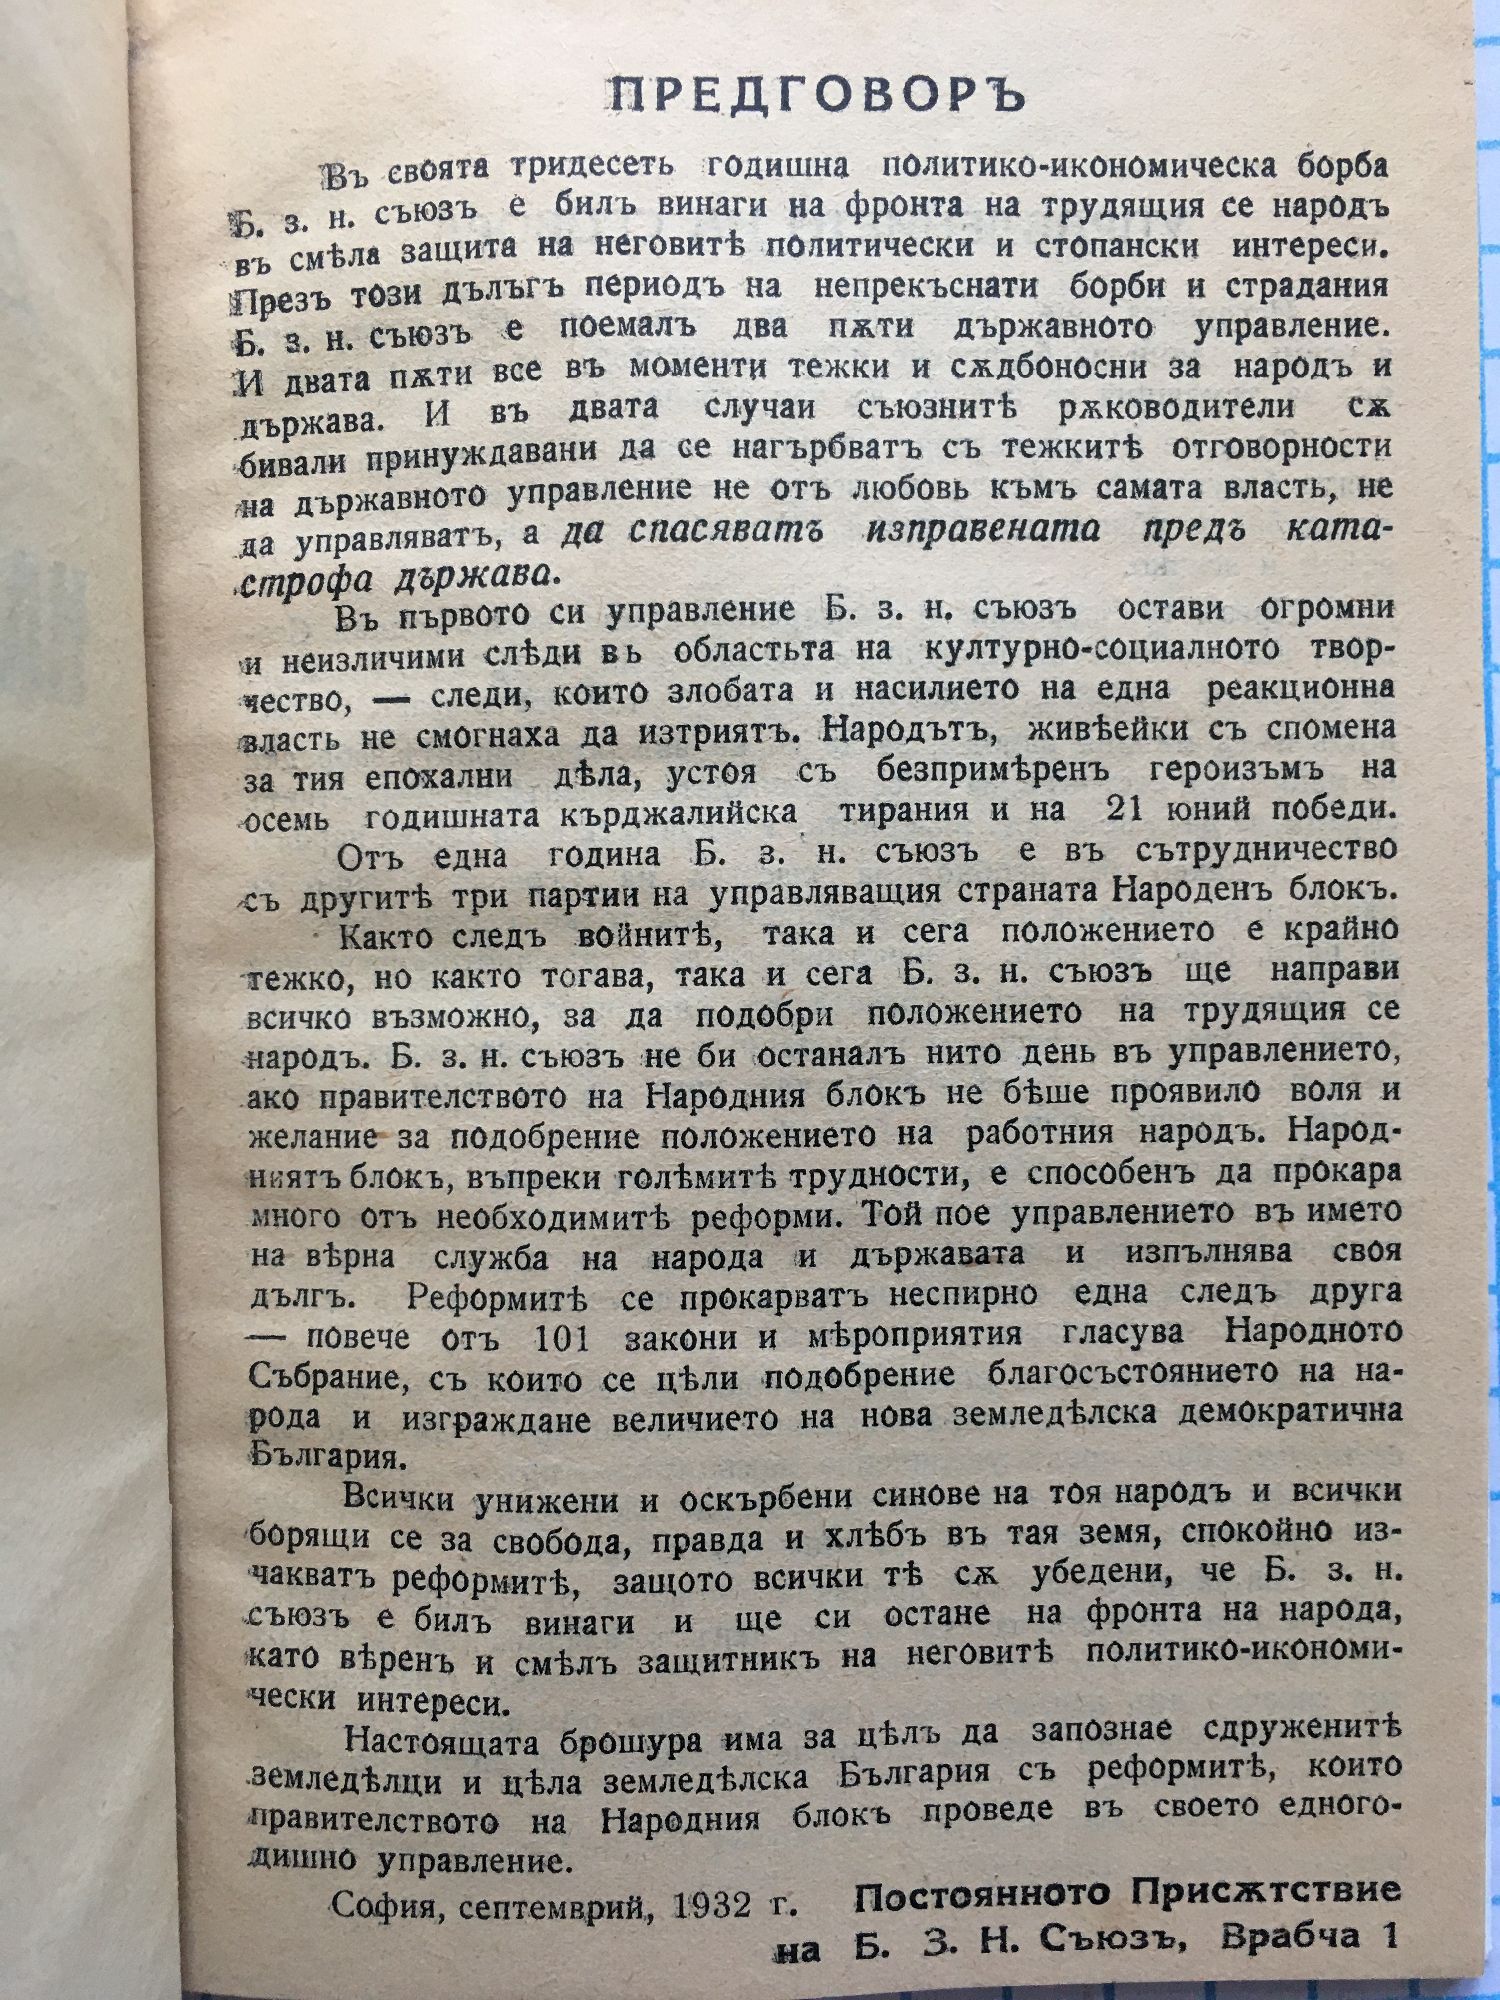 ПРЕДГОВОРЪ
Въ своята тридесеть годишна политико-икономическа борба
Б. з. н. съюзъ е билъ винаги на фронта на трудящия се народъ
въ смѣла защита на неговитѣ политически и стопански интереси.
Презъ този дълъгъ периодъ на непрекъснати борби и страдания
Б. з. н. съюзъ е поемалъ два пѫти държавното управление.
И двата пѫти все въ моменти тежки и сѫдбоносни за народъ и
държава. И въ двата случаи съюзнитѣ рѫководители сѫ
бивали принуждавани да се нагърбватъ съ тежкитѣ отговорности
на държавното управление не отъ любовь къмъ самата власть, не
да управляватъ, а да спасяватъ изправената предъ ката-
строфа държава.
Въ първото си управление Б. з. н. съюзъ остави огромни
и неизличими слѣди въ областьта на културно-социалното твор-
чество, — следи, които злобата и насилието на една реакционна
власть не смогнаха да изтриятъ. Народътъ, живѣейки съ спомена
за тия епохални дѣла, устоя съ безпримѣренъ героизъмъ на
осемь годишната кърджалийска тирания и на 21 юний победи.
Отъ една година Б. з. н. съюзъ е въ сътрудничество
съ другитѣ три партии на управляващия страната Народенъ блокъ.
Както следъ войнитѣ, така и сега положението е крайно
тежко, но както тогава, така и сега Б. з. н. съюзъ ще направи
всичко възможно, за да подобри положението на трудящия се
народъ. Б. з. н. съюзъ не би останалъ нито день въ управлението,
ако правителството на Народния блокъ не бѣше проявило воля и
желание за подобрение положението на работния народъ. Народ-
ниятъ блокъ, въпреки голѣмитѣ трудности, е способенъ да прокара
много отъ необходимитѣ реформи. Той пое управлението въ името
на вѣрна служба на народа и държавата и изпълнява своя
дългъ. Реформитѣ се прокарватъ неспирно една следъ друга
— повече отъ 101 закони и мѣроприятия гласува Народното
Събрание, съ които се цѣли подобрение благосъстоянието на на-
рода и изграждане величието на нова земледѣлска демократична
България.
Всички унижени и оскърбени синове на тоя народъ и всички
борящи се за свобода, правда и хлѣбъ въ тая земя, спокойно из-
чакватъ реформитѣ, защото всички тѣ сѫ убедени, че Б. з. н.
съюзъ е билъ винаги и ще си остане на фронта на народа,
като вѣренъ и смѣлъ защитникъ на неговитѣ политико-икономи-
чески интереси.
Настоящата брошура има за цѣлъ да запознае сдруженитѣ
земледѣлци и цѣла земледѣлска България съ реформитѣ, които
правителството на Народния блокъ проведе въ своето едного-
дишно управление.
София, септемврий, 1932 г. Постоянното Присѫтствие
на Б. З. Н. Съюзъ, Врабча 1